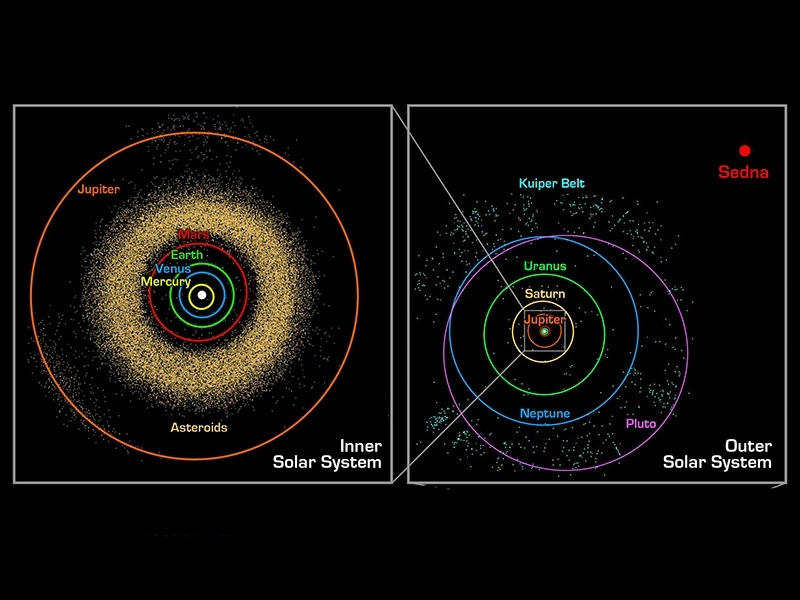 Jupiter
Mars
Earth
Venus
Mercury
Asteroids
Inner
Solar System
Sedna
Kuiper Belt
Uranus
Saturn
Jupiter
Neptune
Pluto
Outer
Solar System